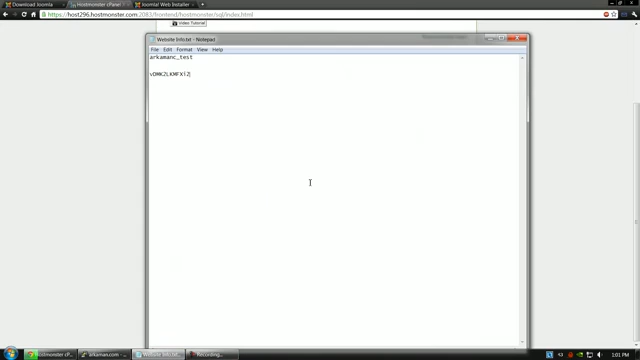 Download Joomla
Hostmonster cPanel
Joomla! Web Installer
https://host296.hostmonster.com:2083/frontend/hostmonster/sql/index.html
Video Tutorial
Website Info.txt - Notepad
File Edit Format View Help
arkamanc_test
Hostmonster cP...
arkaman.com - ...
Website Info.txt ...
Recording...
1:01 PM